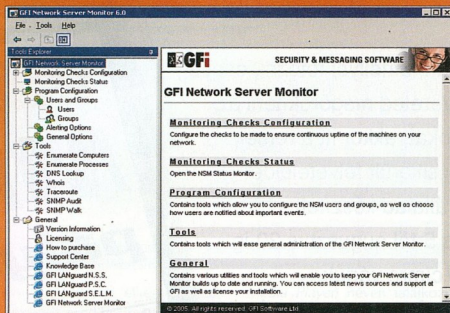 GFI Network Server Monitor 6.0
File Tools Help
Tools Explorer
GFI Network Server Monitor
Monitoring Checks Configuration
Monitoring Checks Status
Program Configuration
Users and Groups
Users
Groups
Alerting Options
General Options
Tools
Enumerate Computers
Enumerate Processes
DNS Lookup
Whois
Traceroute
SNMP Audit
SNMP Walk
General
Version Information
Licensing
How to purchase
Support Center
Knowledge Base
GFI LANguard N.S.S.
GFI LANguard P.S.C.
GFI LANguard S.E.L.M.
GFI Network Server Monitor
GFi
SECURITY & MESSAGING SOFTWARE
GFI Network Server Monitor
Monitoring Checks Configuration
Configure the checks to be made to ensure continuous uptime of the machines on your
network.
Monitoring Checks Status
Open the NSM Status Monitor.
Program Configuration
Contains tools which allow you to configure the NSM users and groups, as well as choose
how users are notified about important events.
Tools
Contains tools which will ease general administration of the GFI Network Server Monitor.
General
Contains various utilities and tools which will enable you to keep your GFI Network Server
Monitor builds up to date and running. You can access latest news sources and support at
GFI as well as license your installation.
© 2005. All rights reserved. GFI Software Ltd.